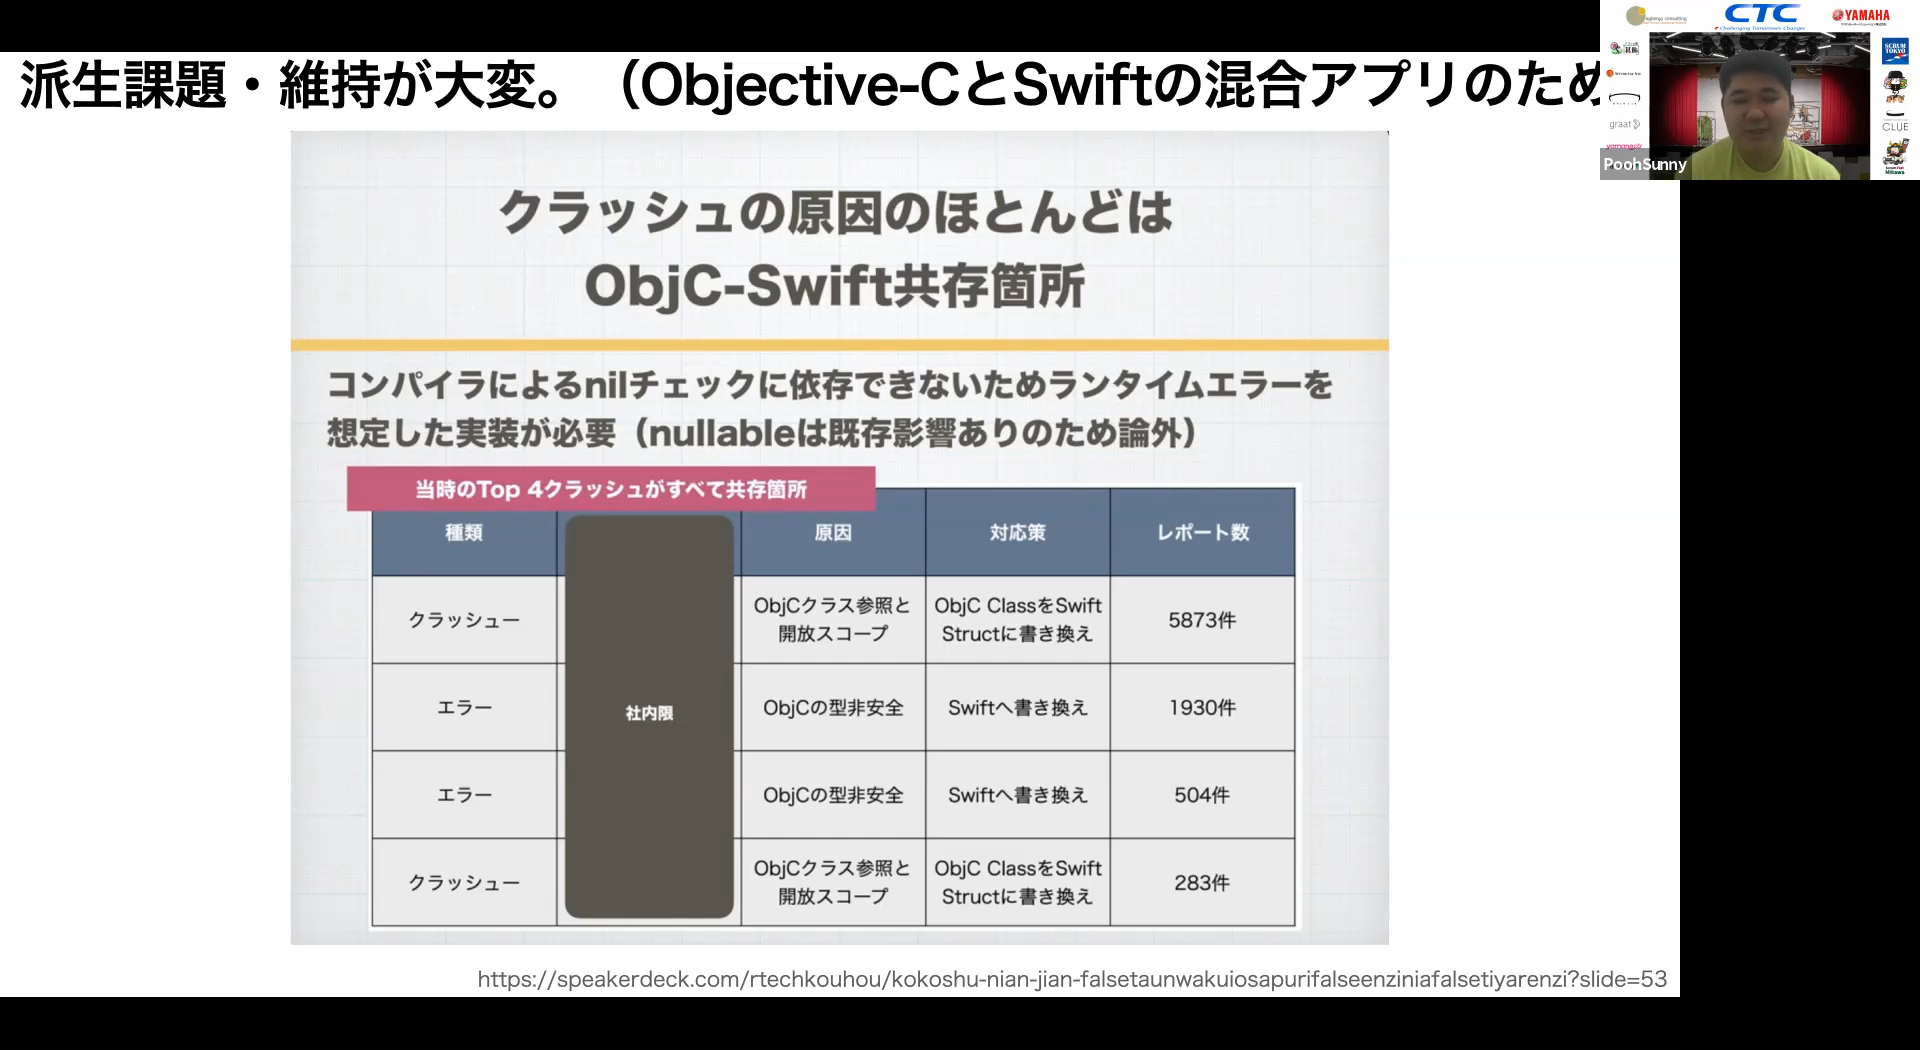 派生課題・維持が大変。（Objective-CとSwiftの混合アプリのため
クラッシュの原因のほとんどは
ObjC-Swift共存箇所
コンパイラによるnilチェックに依存できないためランタイムエラーを
想定した実装が必要（nullableは既存影響ありのため論外）
当時のTop 4クラッシュがすべて共存箇所
種類 原因 対応策 レポート数
クラッシュー ObjCクラス参照と ObjC ClassをSwift 5873件
開放スコープ Structに書き換え
エラー ObjCの型非安全 Swiftへ書き換え 1930件
社内限
エラー ObjCの型非安全 Swiftへ書き換え 504件
クラッシュー ObjCクラス参照と ObjC ClassをSwift 283件
開放スコープ Structに書き換え
https://speakerdeck.com/rtechkouhou/kokoshu-nian-jian-falsetaunwakuiosapurifalseenziniafalsetiyarenzi?slide=53
agilergo consulting
CTC
Challenging Tomorrow's Changes
YAMAHA
graat
PoohSunny
SCRUM
TOKYO
CLUE
Mikawa